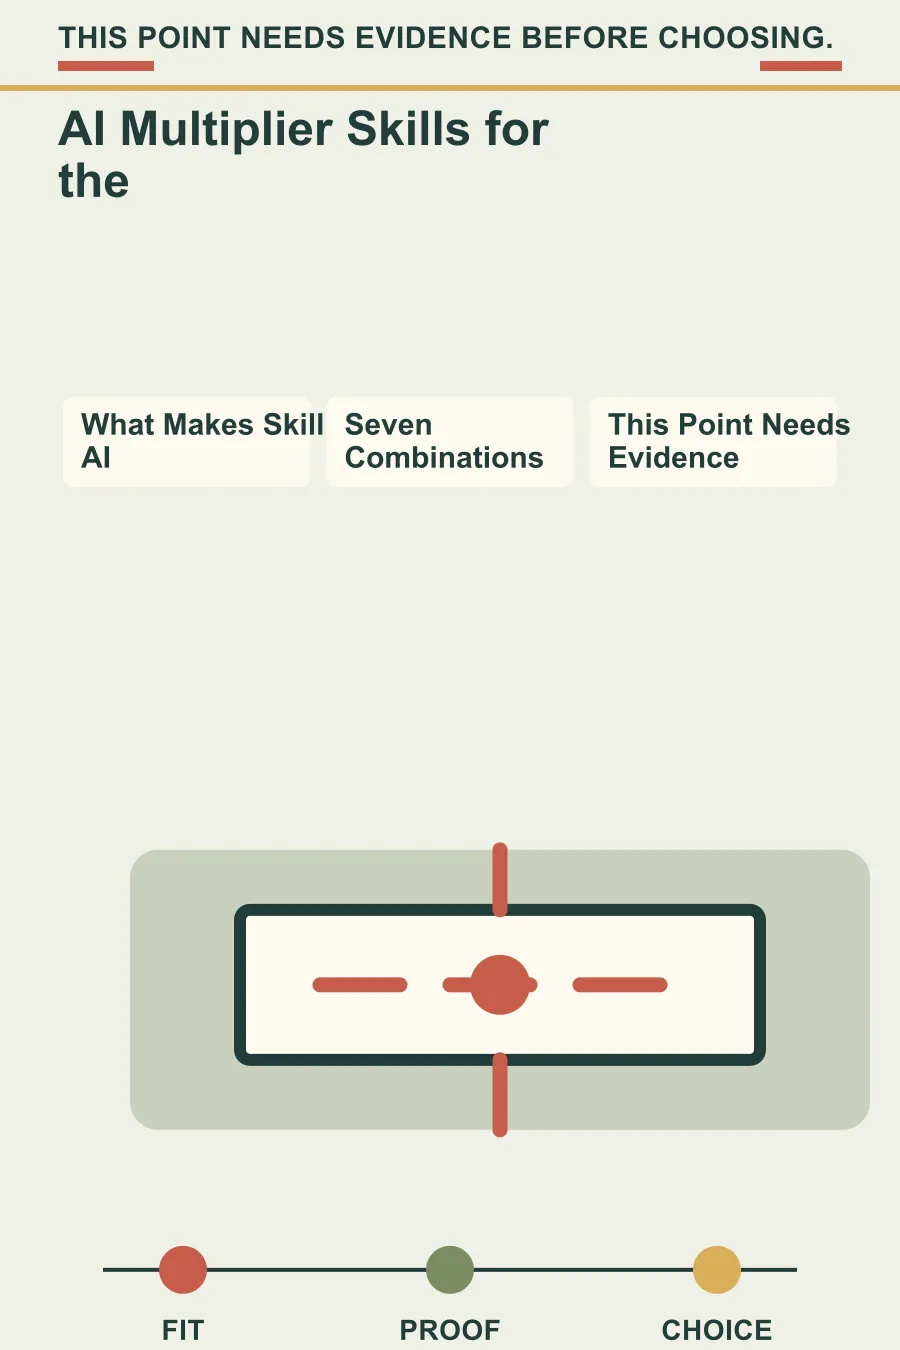 THIS POINT NEEDS EVIDENCE BEFORE CHOOSING.
AI Multiplier Skills for
the
What Makes Skill
AI
Seven
Combinations
This Point Needs
Evidence
FIT
PROOF
CHOICE